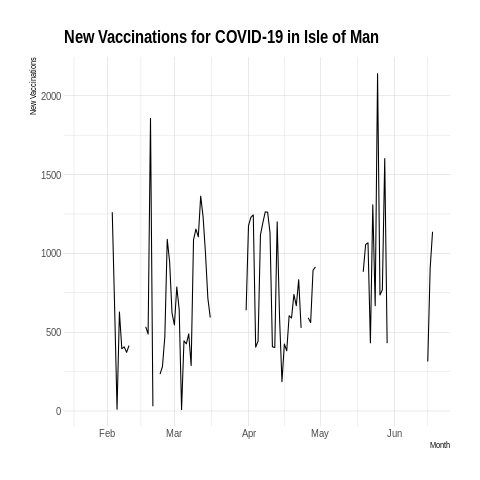 New Vaccinations for COVID-19 in Isle of Man
New Vaccinations
2000
1500
1000
500
0
Feb Mar Apr May Jun
Month